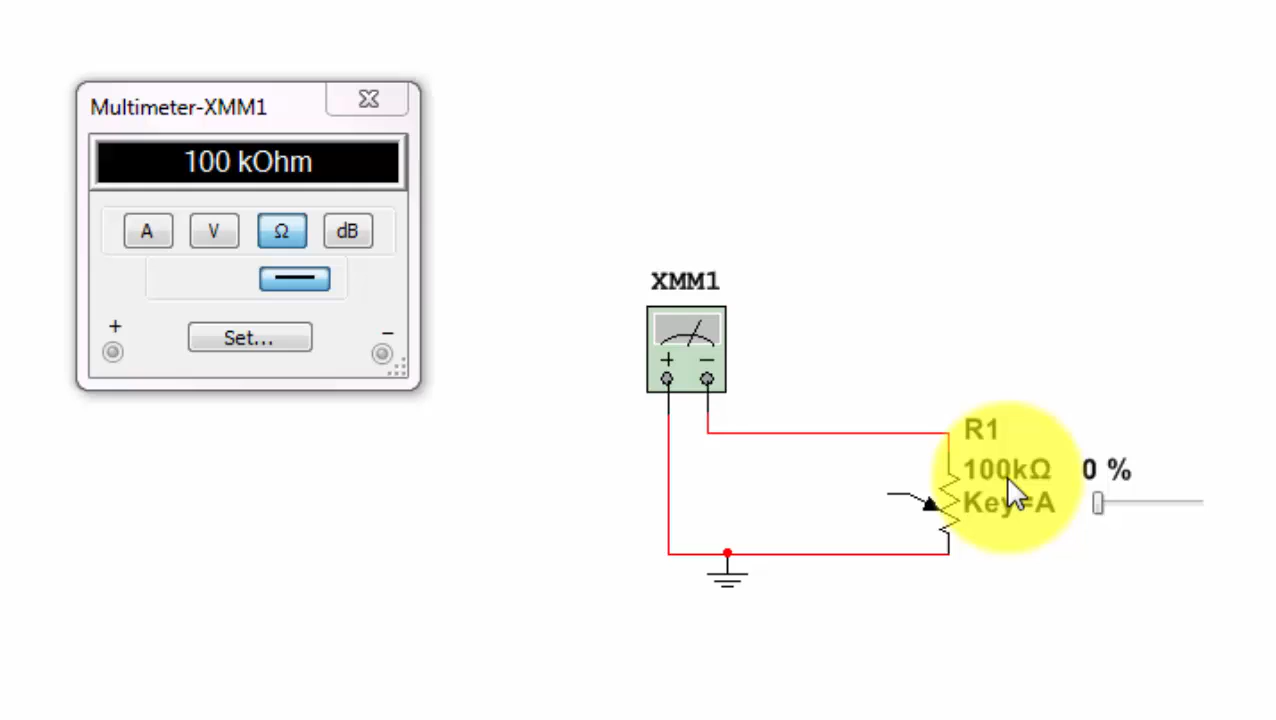 Multimeter-XMM1
100 kOhm
A V Ω dB
+ −
Set...
XMM1
+ −
R1
100kΩ 0 %
Key=A